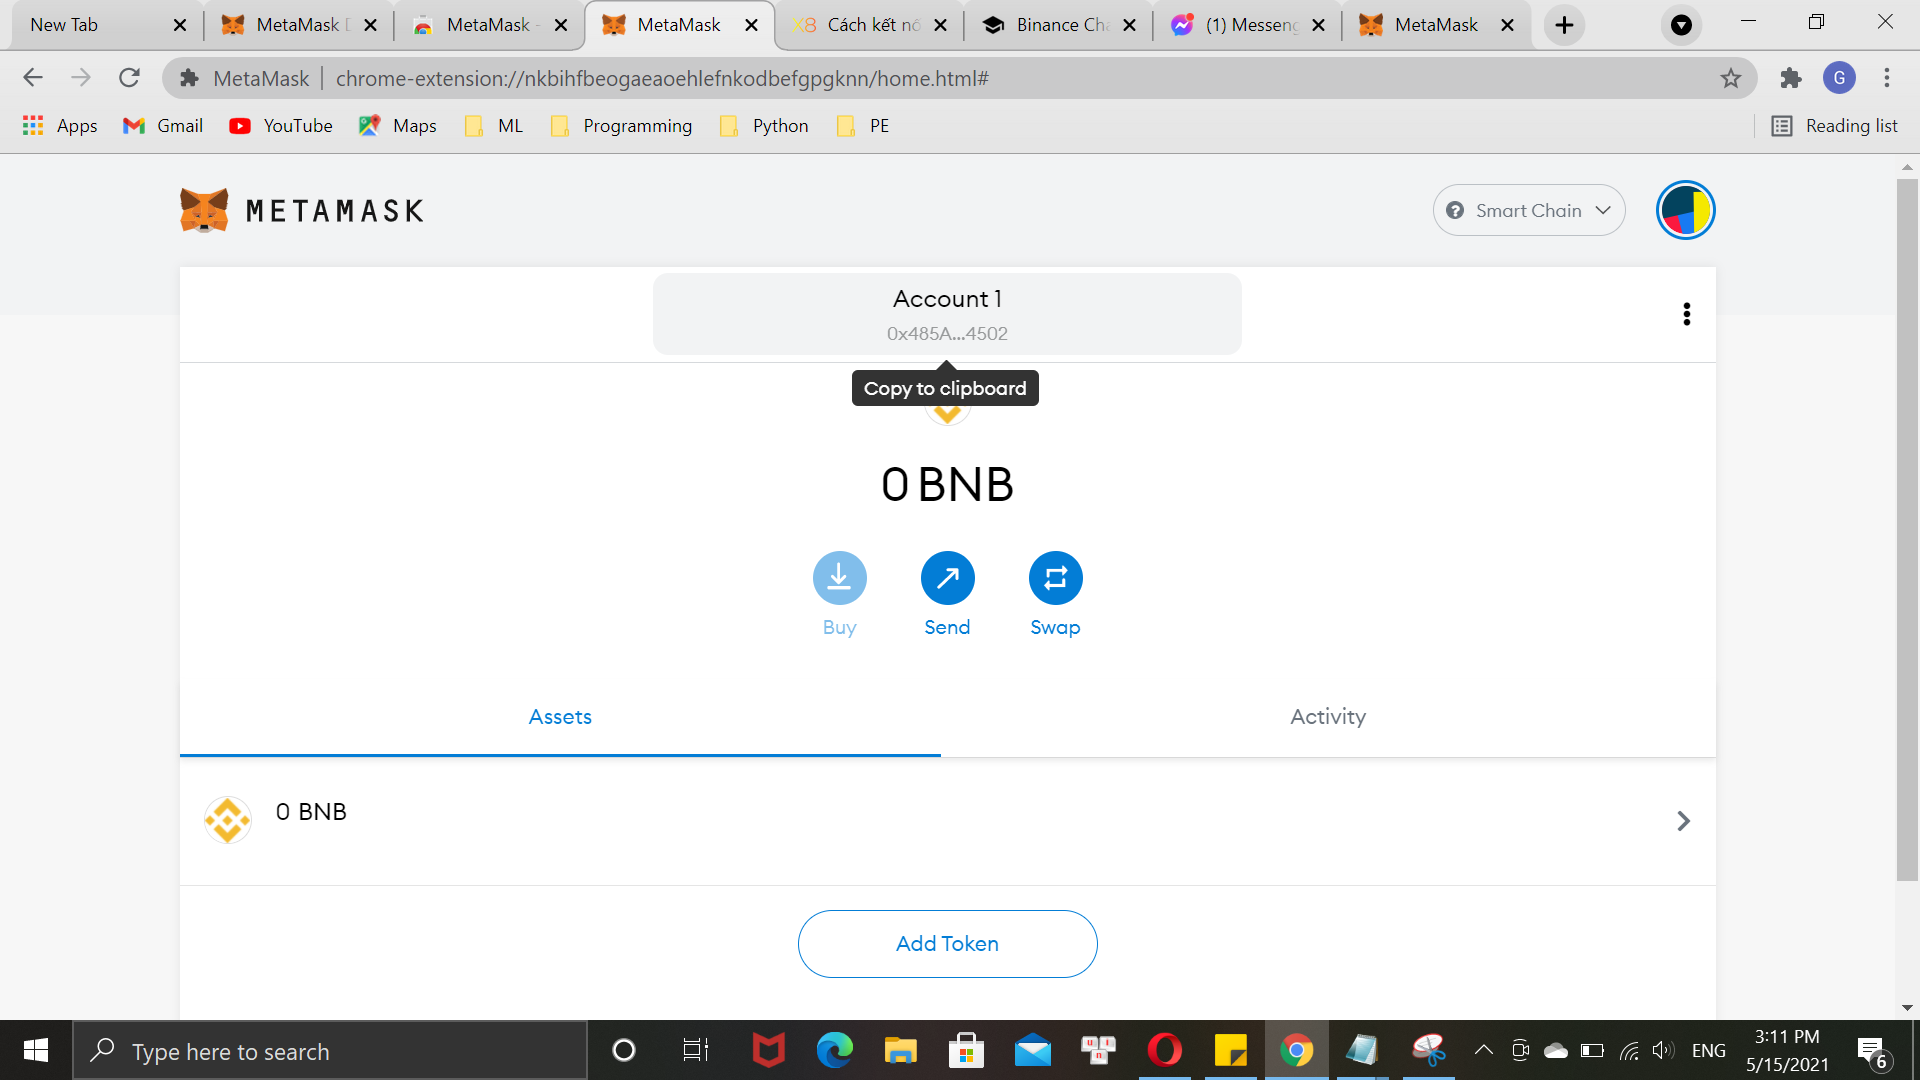 New Tab
MetaMask
MetaMask -
MetaMask
Cách kết nố
Binance Cha
(1) Messeng
MetaMask
MetaMask
chrome-extension://nkbihfbeogaeaoehlefnkodbefgpgknn/home.html#
G
Apps
Gmail
YouTube
Maps
ML
Programming
Python
PE
Reading list
METAMASK
Smart Chain
Account 1
0x485A...4502
Copy to clipboard
0 BNB
Buy
Send
Swap
Assets
Activity
0 BNB
Add Token
Type here to search
ENG
3:11 PM
5/15/2021
6